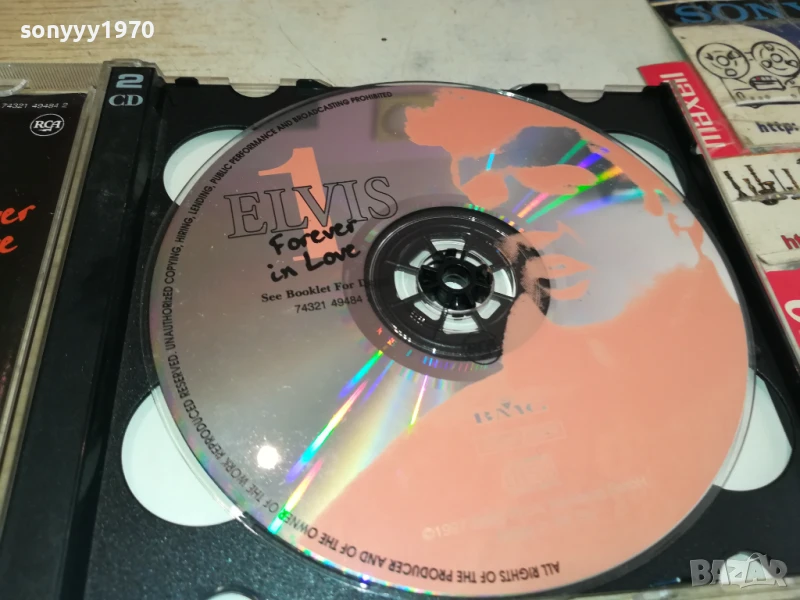 sonyyy1970
2
CD
74321 49484 2
RCA
SONY
maxell
http:
ALL RIGHTS OF THE PRODUCER AND OF THE OWNER OF THE WORK REPRODUCED RESERVED. UNAUTHORIZED COPYING, HIRING, LENDING, PUBLIC PERFORMANCE AND BROADCASTING PROHIBITED
1
ELVIS
Forever
in Love
See Booklet For
74321 49484
BMG
BAZAR